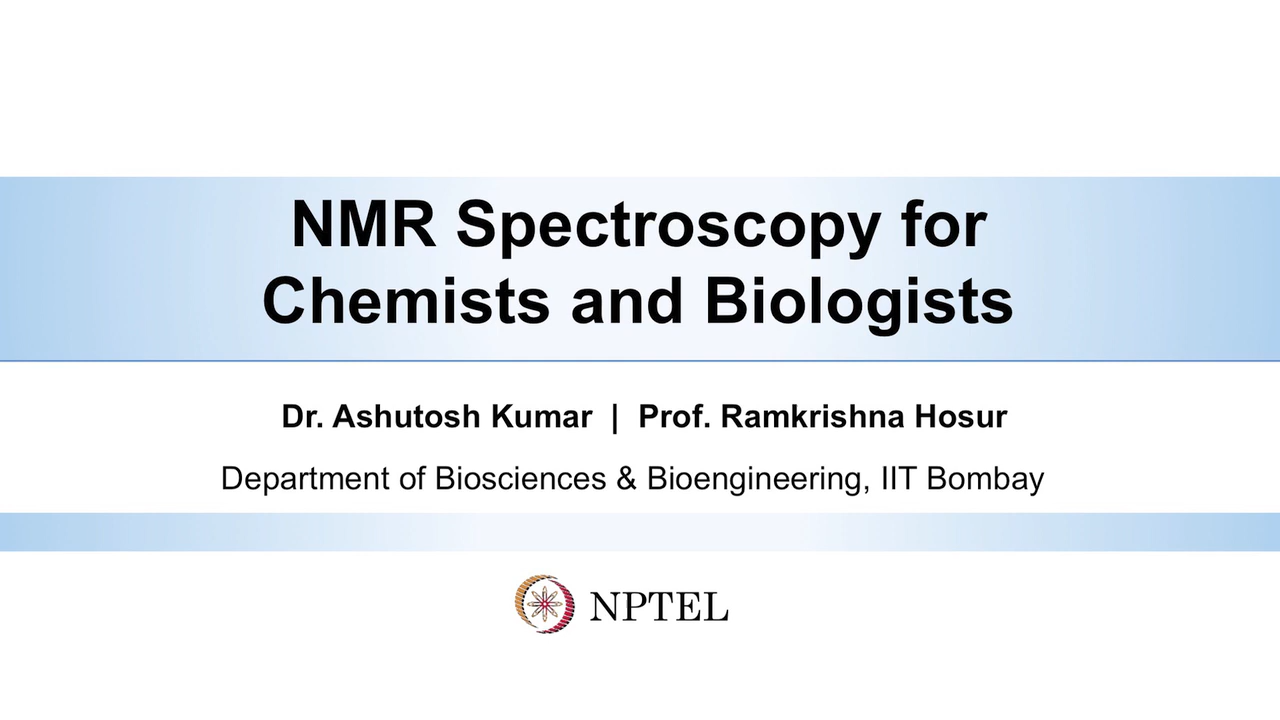 NMR Spectroscopy for
Chemists and Biologists
Dr. Ashutosh Kumar | Prof. Ramkrishna Hosur
Department of Biosciences & Bioengineering, IIT Bombay
NPTEL